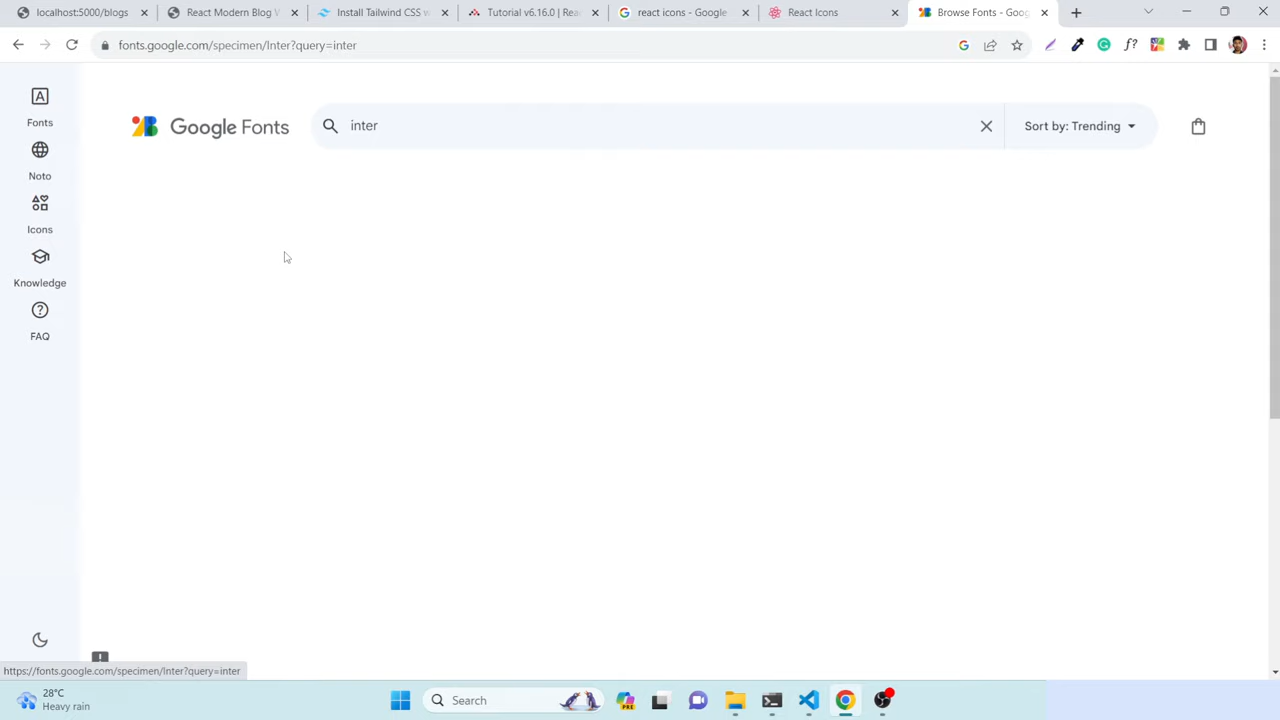 localhost:5000/blogs
React Modern Blog V
Install Tailwind CSS w
Tutorial v6.16.0 | Rea
react icons - Google
React Icons
Browse Fonts - Goog
fonts.google.com/specimen/Inter?query=inter
f?
Fonts
Noto
Icons
Knowledge
FAQ
Google Fonts
inter
Sort by: Trending
https://fonts.google.com/specimen/Inter?query=inter
28°C
Heavy rain
Search
PRE